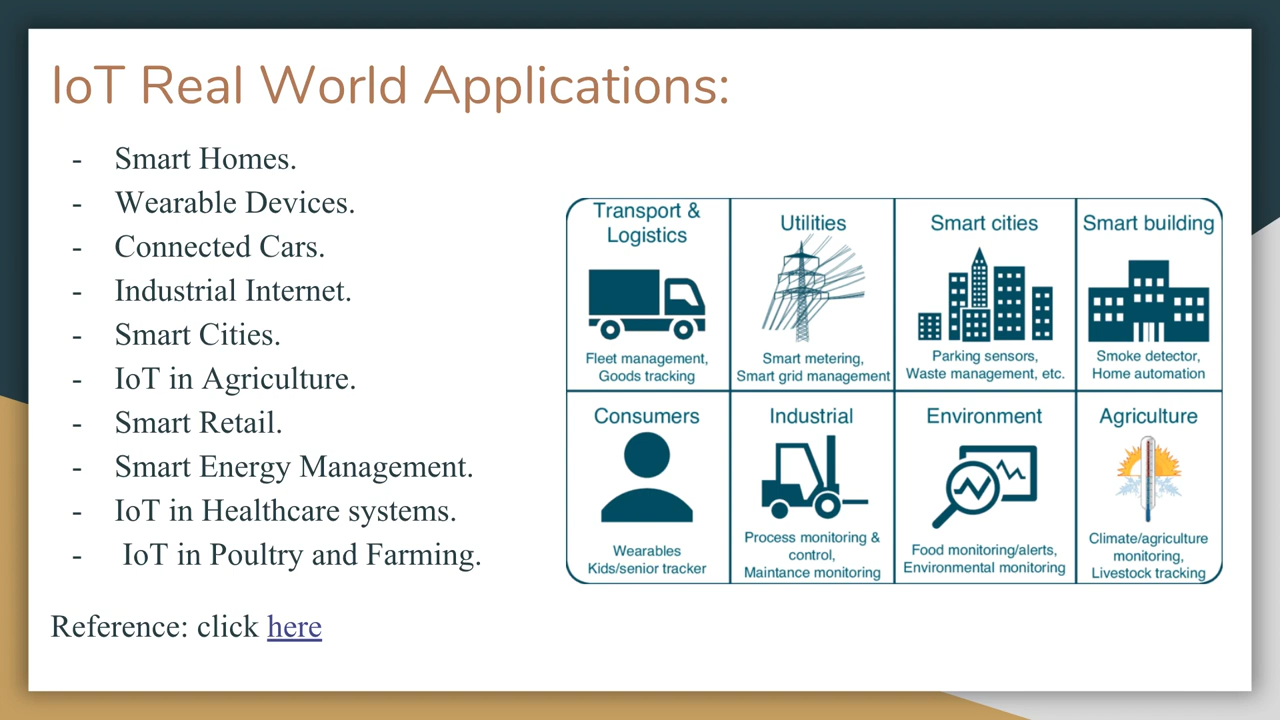 IoT Real World Applications:
- Smart Homes.
- Wearable Devices.
- Connected Cars.
- Industrial Internet.
- Smart Cities.
- IoT in Agriculture.
- Smart Retail.
- Smart Energy Management.
- IoT in Healthcare systems.
- IoT in Poultry and Farming.
Reference: click here
Transport &
Logistics
Fleet management,
Goods tracking
Utilities
Smart metering,
Smart grid management
Smart cities
Parking sensors,
Waste management, etc.
Smart building
Smoke detector,
Home automation
Consumers
Wearables
Kids/senior tracker
Industrial
Process monitoring &
control,
Maintance monitoring
Environment
Food monitoring/alerts,
Environmental monitoring
Agriculture
Climate/agriculture
monitoring,
Livestock tracking